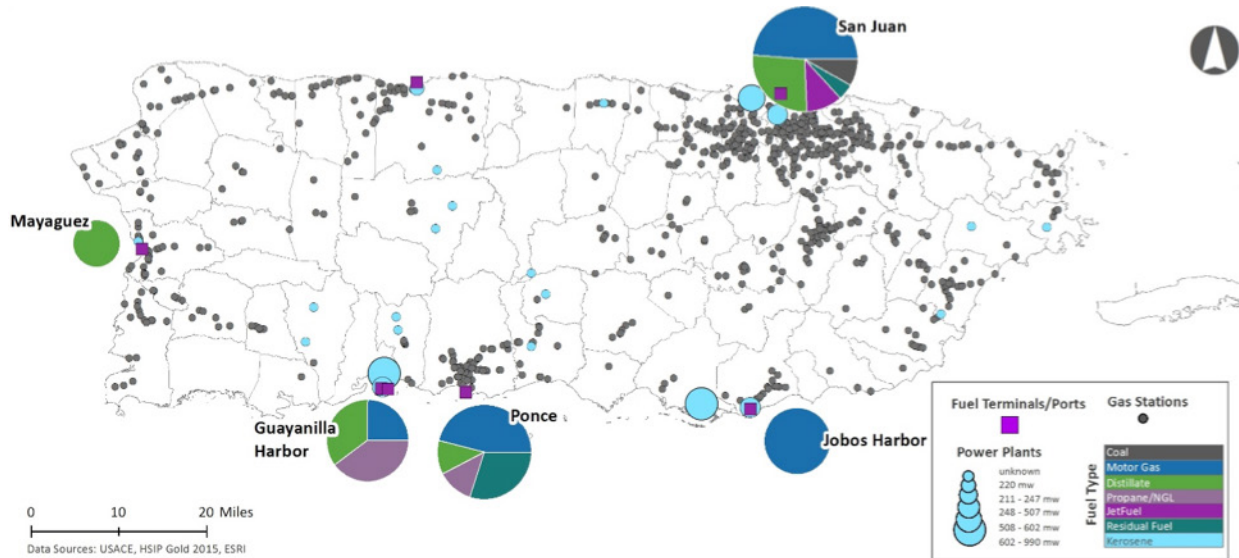 San Juan
Mayaguez
Guayanilla
Harbor
Ponce
Jobos Harbor
0 10 20 Miles
Data Sources: USACE, HSIP Gold 2015, ESRI
Fuel Terminals/Ports
Gas Stations
Power Plants
unknown
220 mw
211 - 247 mw
248 - 507 mw
508 - 602 mw
602 - 990 mw
Fuel Type
Coal
Motor Gas
Distillate
Propane/NGL
JetFuel
Residual Fuel
Kerosene